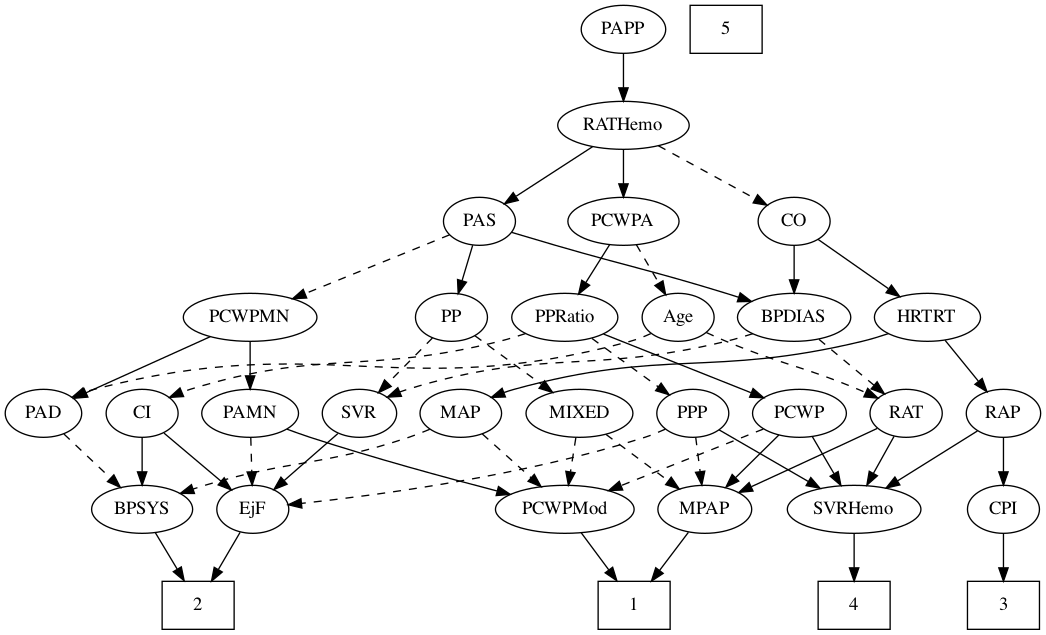 PAPP
5
RATHemo
PAS
PCWPA
CO
PCWPMN
PP
PPRatio
Age
BPDIAS
HRTRT
PAD
CI
PAMN
SVR
MAP
MIXED
PPP
PCWP
RAT
RAP
BPSYS
EjF
PCWPMod
MPAP
SVRHemo
CPI
2
1
4
3